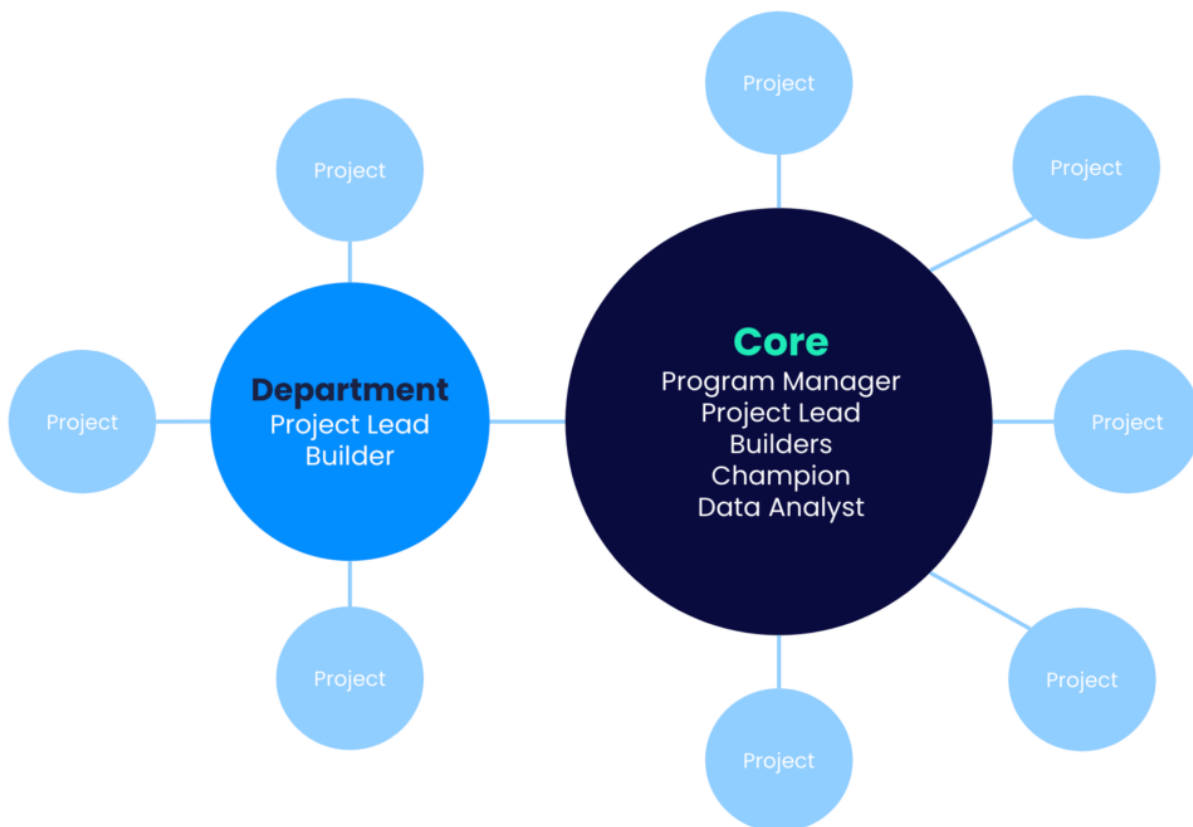 Project
Project
Project
Core
Program Manager
Project Lead
Builders
Champion
Data Analyst
Department
Project Lead
Builder
Project
Project
Project
Project
Project